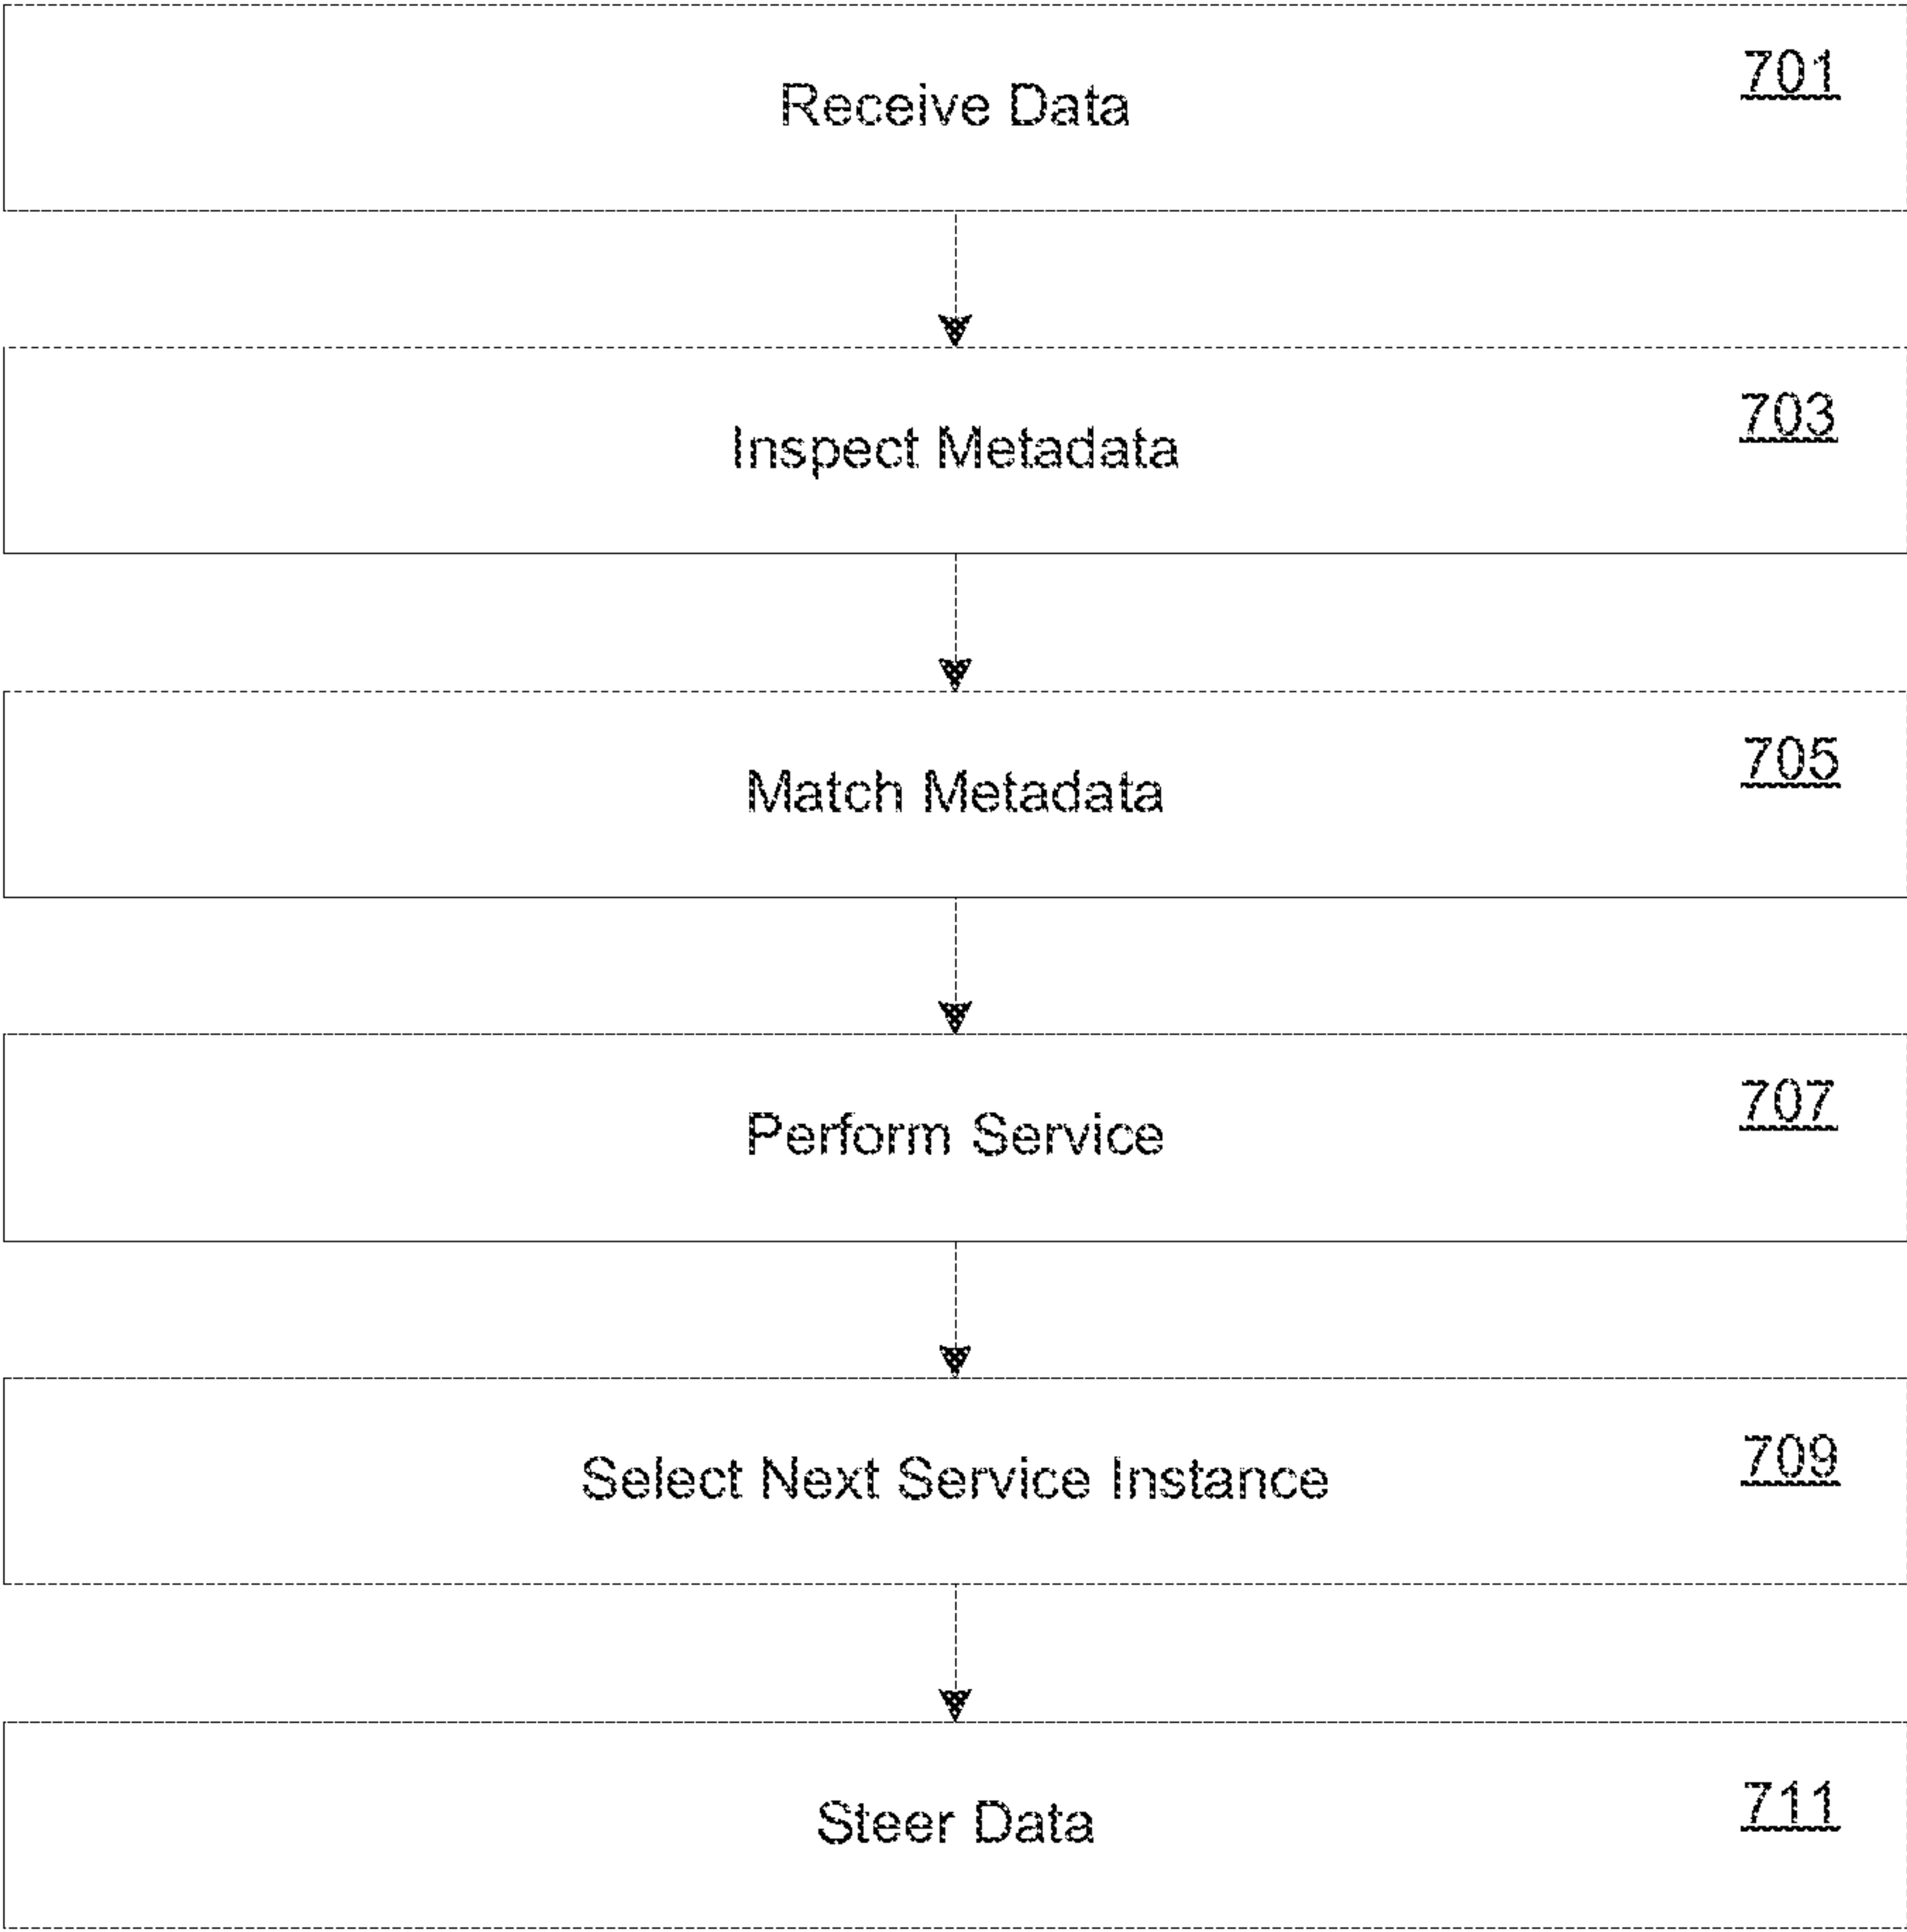 701
Receive Data
703
Inspect Metadata
705
Match Metadata
707
Perform Service
709
Select Next Service Instance
711
Steer Data